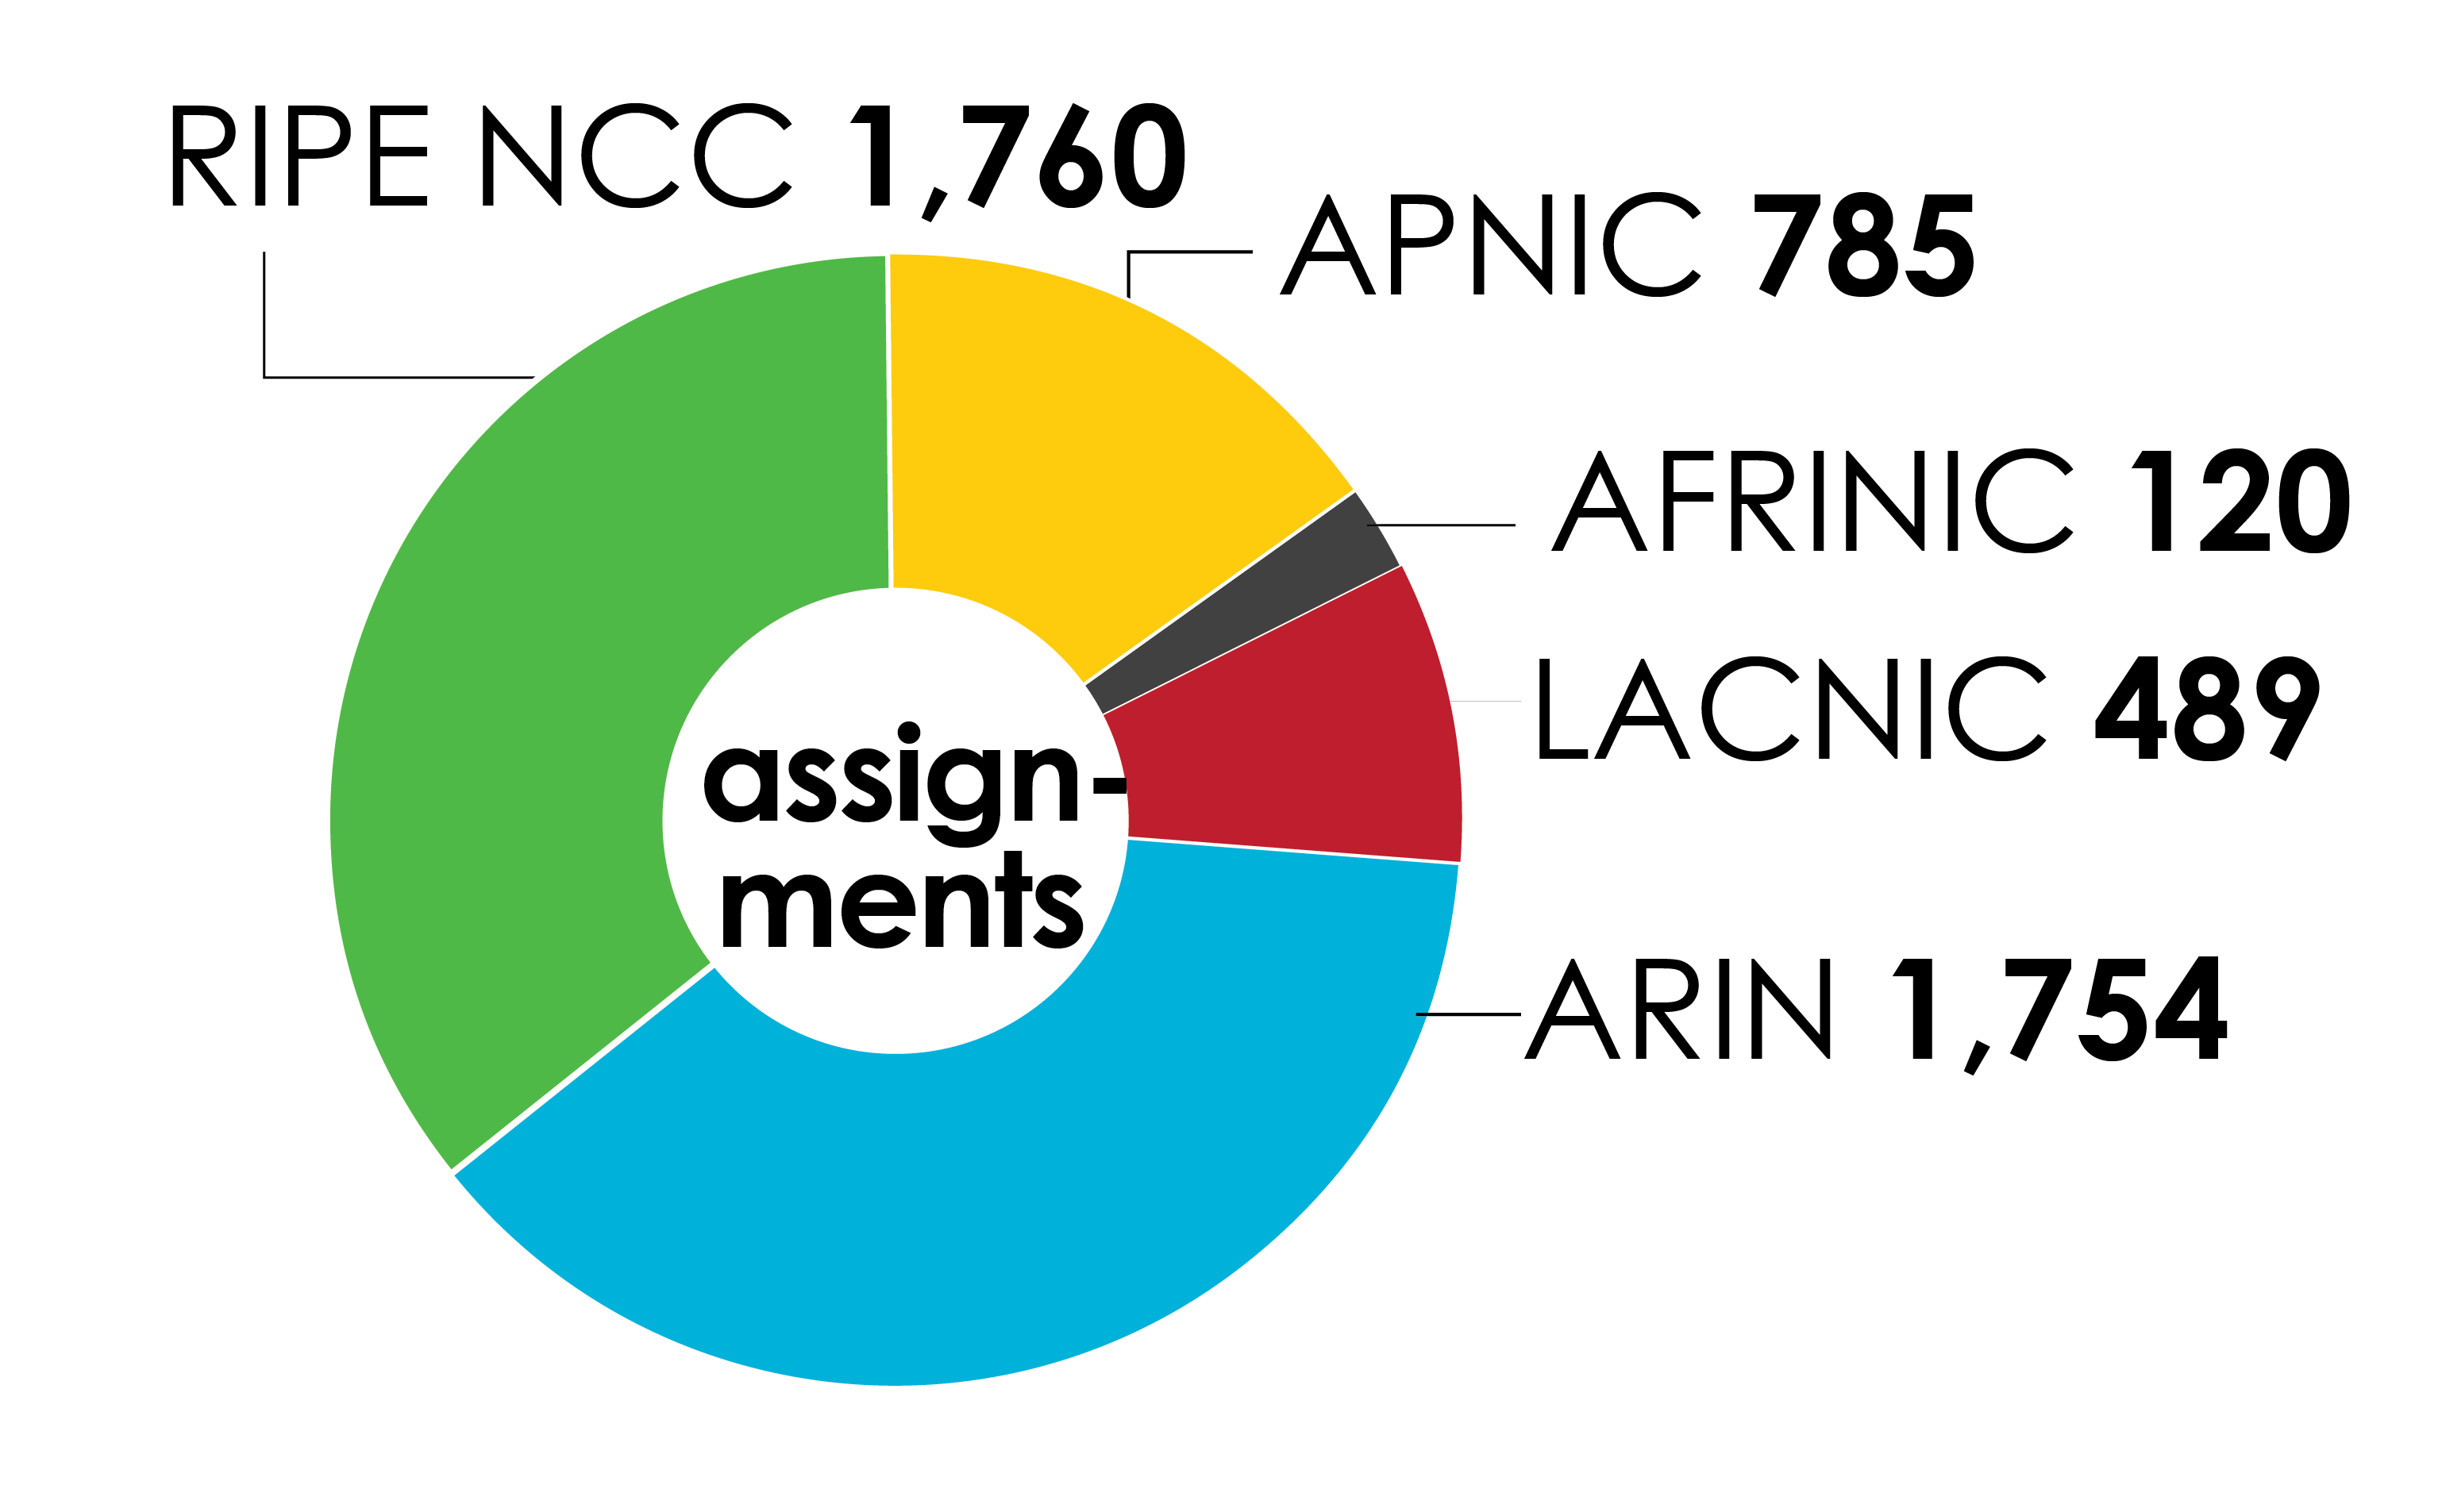 RIPE NCC 1,760
APNIC 785
AFRINIC 120
LACNIC 489
assign-
ments
ARIN 1,754